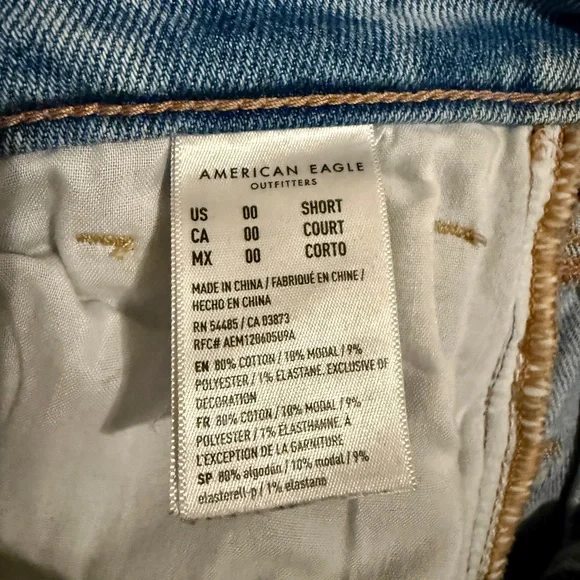 AMERICAN EAGLE
OUTFITTERS
US 00 SHORT
CA 00 COURT
MX 00 CORTO
MADE IN CHINA / FABRIQUÉ EN CHINE /
HECHO EN CHINA
RN 54485 / CA 03873
RFC# AEM120605U9A
EN 80% COTTON / 10% MODAL / 9%
POLYESTER / 1% ELASTANE, EXCLUSIVE OF
DECORATION
FR 80% COTON / 10% MODAL / 9%
POLYESTER / 1% ÉLASTHANNE, À
L'EXCEPTION DE LA GARNITURE
SP 80% algodón / 10% modal / 9%
elasterell-p / 1% elastano